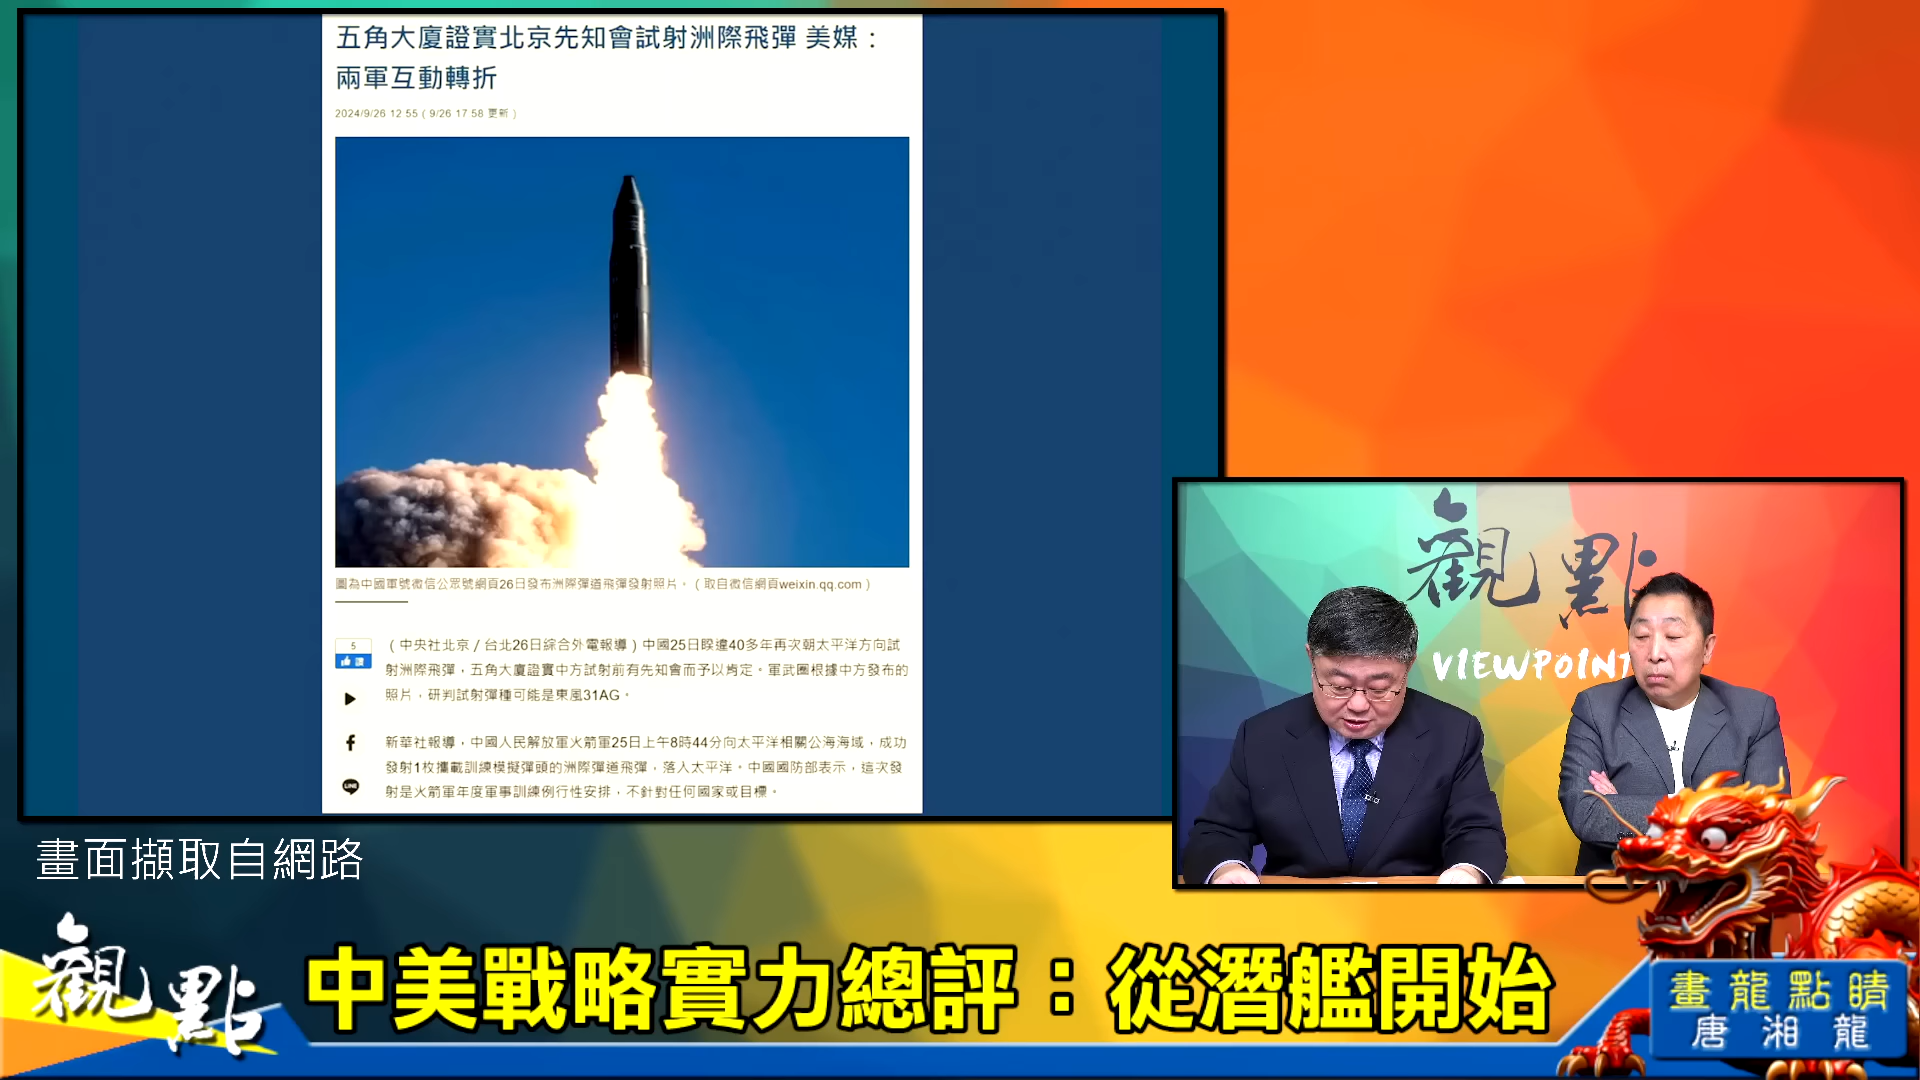 五角大廈證實北京先知會試射洲際飛彈 美媒：
兩軍互動轉折
2024/9/26 12:55（9/26 17:58 更新）
圖為中國軍號微信公眾號網頁26日發布洲際彈道飛彈發射照片。（取自微信網頁weixin.qq.com）
5
讚
（中央社北京／台北26日綜合外電報導）中國25日睽違40多年再次朝太平洋方向試
射洲際飛彈，五角大廈證實中方試射前有先知會而予以肯定。軍武圈根據中方發布的
照片，研判試射彈種可能是東風31AG。
新華社報導，中國人民解放軍火箭軍25日上午8時44分向太平洋相關公海海域，成功
發射1枚攜載訓練模擬彈頭的洲際彈道飛彈，落入太平洋。中國國防部表示，這次發
射是火箭軍年度軍事訓練例行性安排，不針對任何國家或目標。
LINE
觀點
VIEWPOINT
畫面擷取自網路
觀點
中美戰略實力總評：從潛艦開始
畫龍點睛
唐湘龍